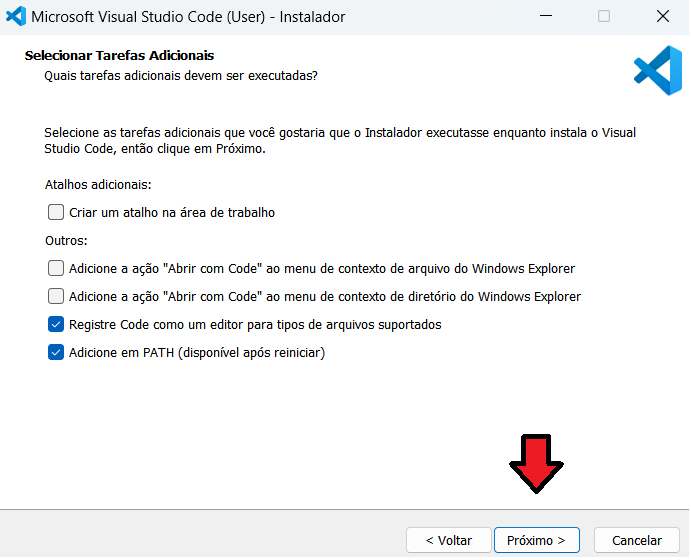 Microsoft Visual Studio Code (User) - Instalador
Selecionar Tarefas Adicionais
Quais tarefas adicionais devem ser executadas?
Selecione as tarefas adicionais que você gostaria que o Instalador executasse enquanto instala o Visual
Studio Code, então clique em Próximo.
Atalhos adicionais:
Criar um atalho na área de trabalho
Outros:
Adicione a ação "Abrir com Code" ao menu de contexto de arquivo do Windows Explorer
Adicione a ação "Abrir com Code" ao menu de contexto de diretório do Windows Explorer
Registre Code como um editor para tipos de arquivos suportados
Adicione em PATH (disponível após reiniciar)
< Voltar Próximo > Cancelar